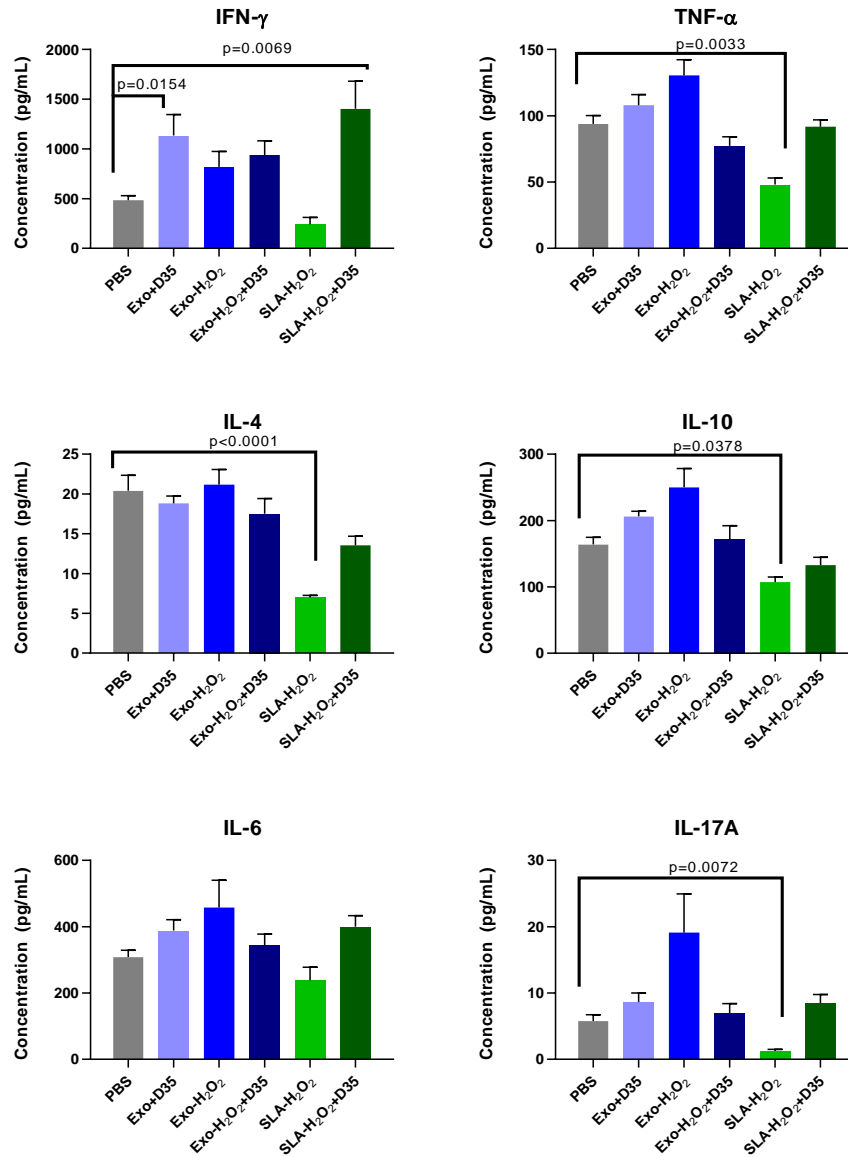 IFN-γ
p=0.0069
p=0.0154
Concentration (pg/mL)
2000
1500
1000
500
0
PBS
Exo+D35
Exo-H₂O₂
Exo-H₂O₂+D35
SLA-H₂O₂
SLA-H₂O₂+D35
TNF-α
p=0.0033
Concentration (pg/mL)
150
100
50
0
PBS
Exo+D35
Exo-H₂O₂
Exo-H₂O₂+D35
SLA-H₂O₂
SLA-H₂O₂+D35
IL-4
p<0.0001
Concentration (pg/mL)
25
20
15
10
5
0
PBS
Exo+D35
Exo-H₂O₂
Exo-H₂O₂+D35
SLA-H₂O₂
SLA-H₂O₂+D35
IL-10
p=0.0378
Concentration (pg/mL)
300
200
100
0
PBS
Exo+D35
Exo-H₂O₂
Exo-H₂O₂+D35
SLA-H₂O₂
SLA-H₂O₂+D35
IL-6
Concentration (pg/mL)
600
400
200
0
PBS
Exo+D35
Exo-H₂O₂
Exo-H₂O₂+D35
SLA-H₂O₂
SLA-H₂O₂+D35
IL-17A
p=0.0072
Concentration (pg/mL)
30
20
10
0
PBS
Exo+D35
Exo-H₂O₂
Exo-H₂O₂+D35
SLA-H₂O₂
SLA-H₂O₂+D35